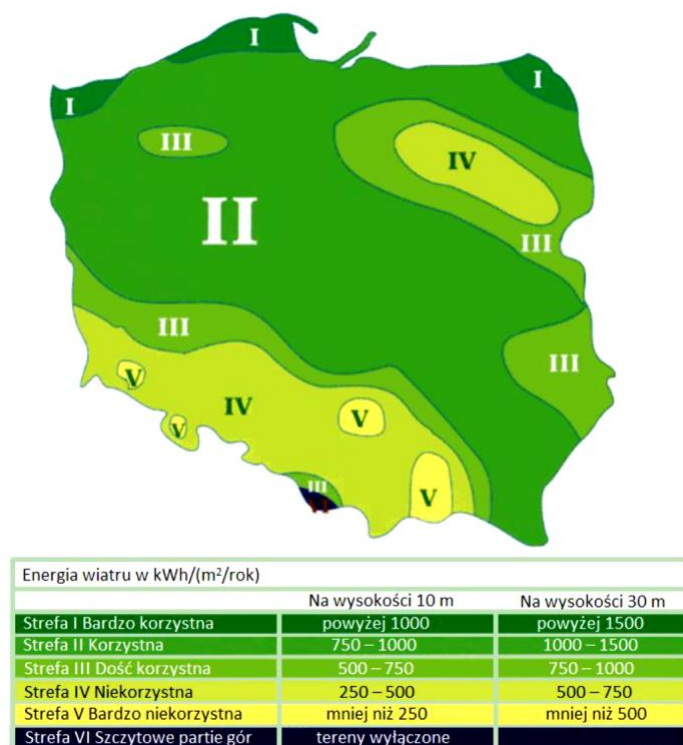 I
I
I
III
IV
II
III
III
III
V
IV
V
V
III
V
Energia wiatru w kWh/(m²/rok)
Na wysokości 10 m Na wysokości 30 m
Strefa I Bardzo korzystna powyżej 1000 powyżej 1500
Strefa II Korzystna 750 – 1000 1000 – 1500
Strefa III Dość korzystna 500 – 750 750 – 1000
Strefa IV Niekorzystna 250 – 500 500 – 750
Strefa V Bardzo niekorzystna mniej niż 250 mniej niż 500
Strefa VI Szczytowe partie gór tereny wyłączone